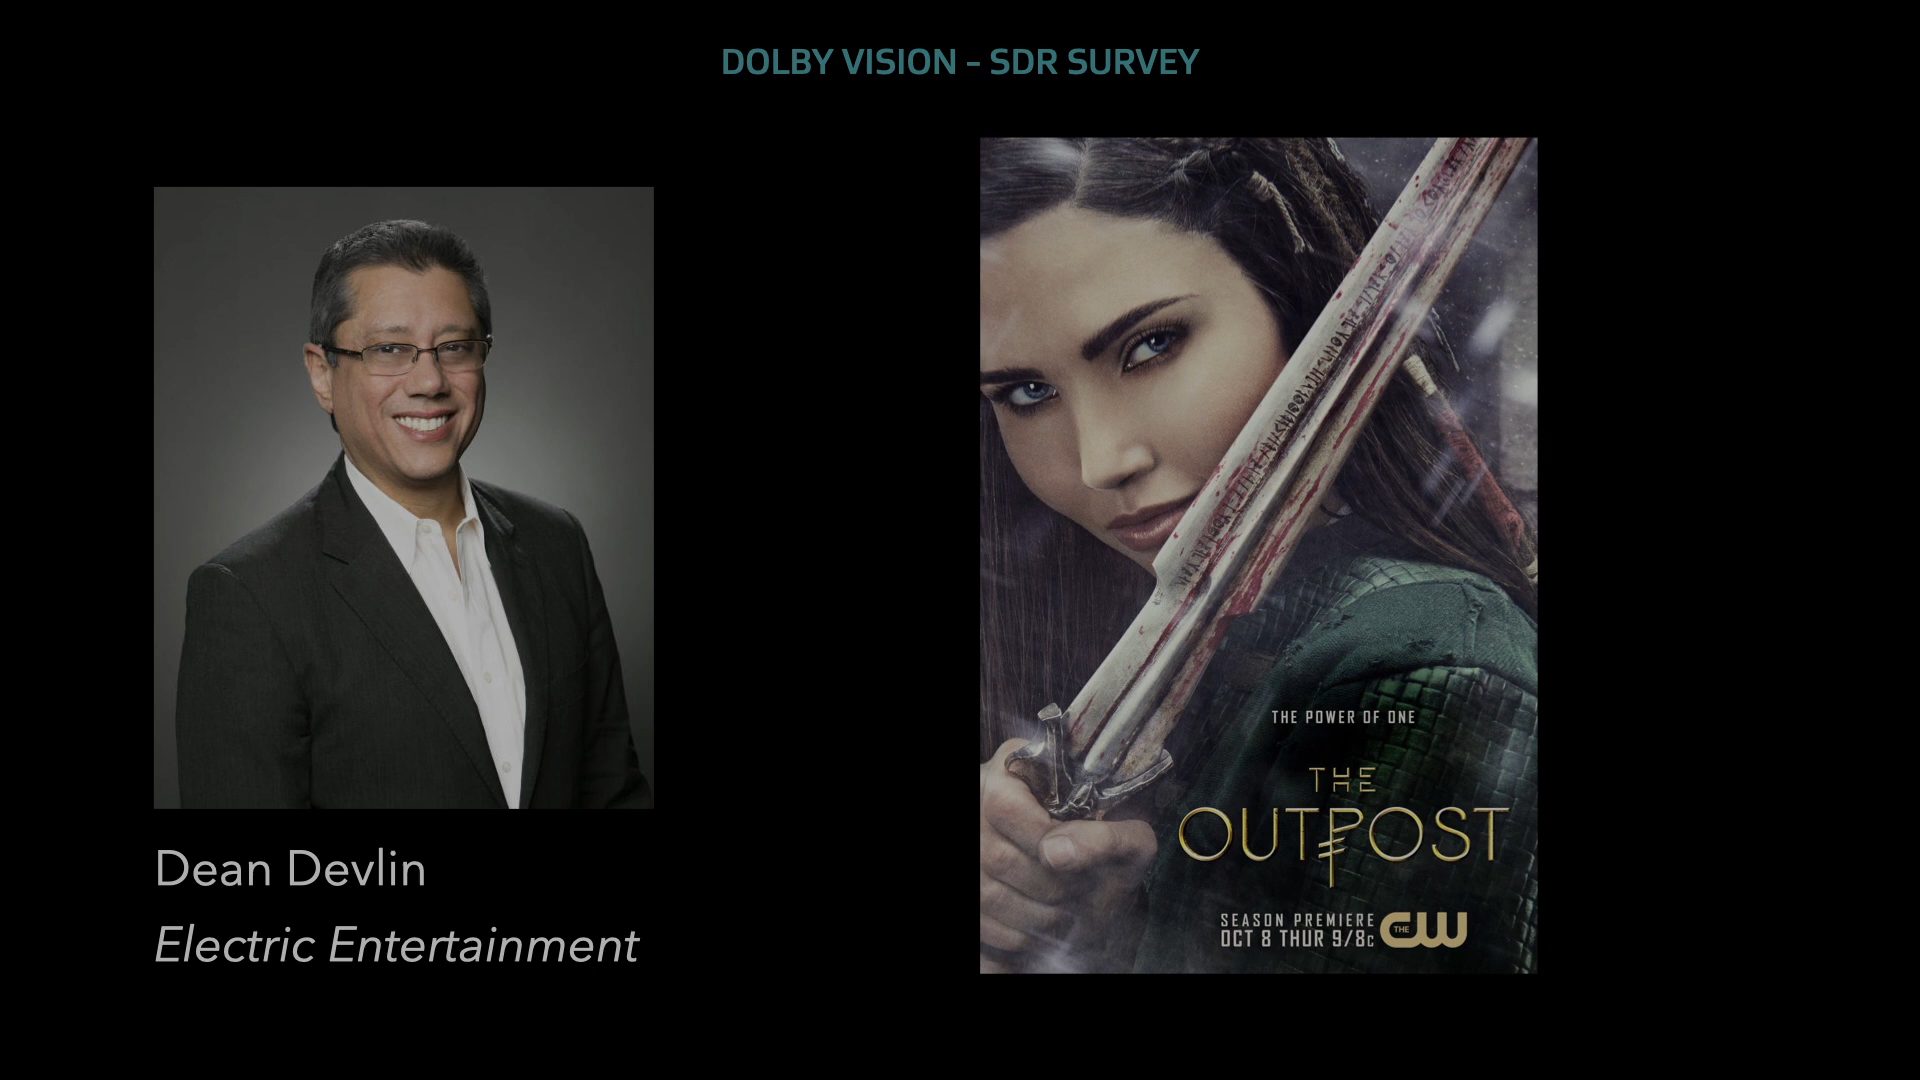 DOLBY VISION – SDR SURVEY
Dean Devlin
Electric Entertainment
THE POWER OF ONE
THE
OUTPOST
SEASON PREMIERE
OCT 8 THUR 9/8c
THE CW